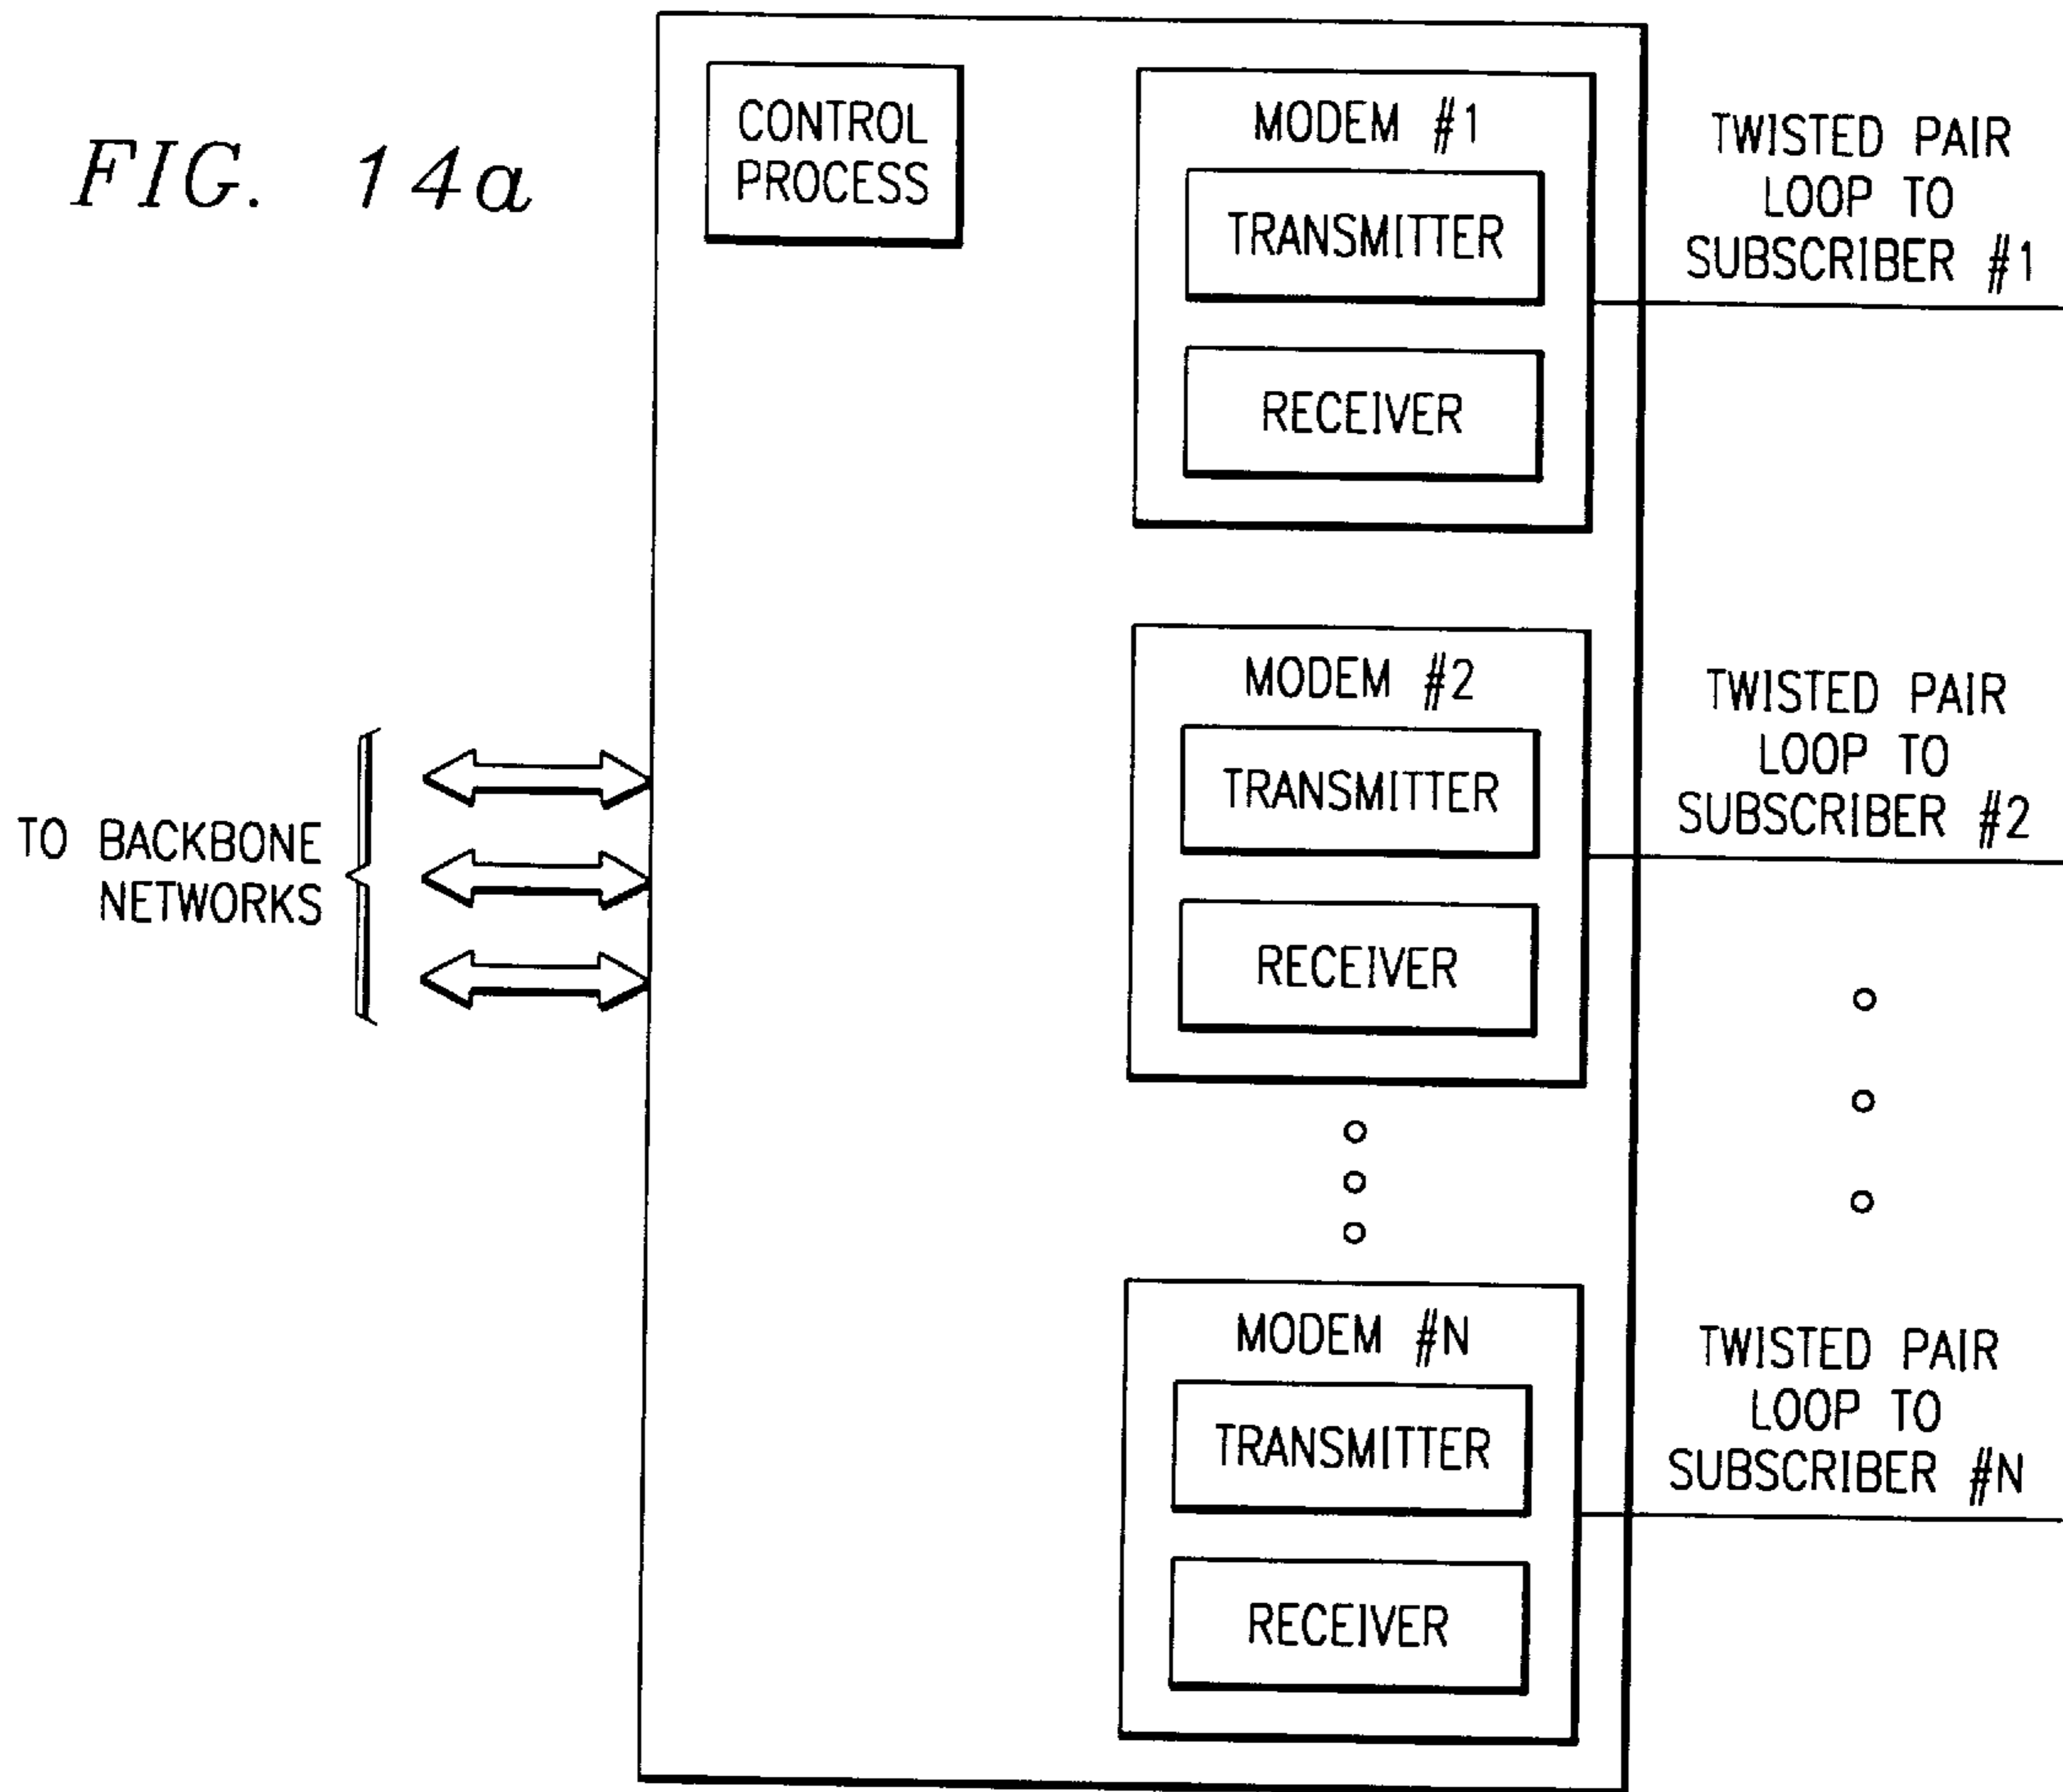 FIG. 14a
CONTROL
PROCESS
MODEM #1
TRANSMITTER
RECEIVER
TWISTED PAIR
LOOP TO
SUBSCRIBER #1
MODEM #2
TRANSMITTER
RECEIVER
TWISTED PAIR
LOOP TO
SUBSCRIBER #2
TO BACKBONE
NETWORKS
MODEM #N
TRANSMITTER
RECEIVER
TWISTED PAIR
LOOP TO
SUBSCRIBER #N